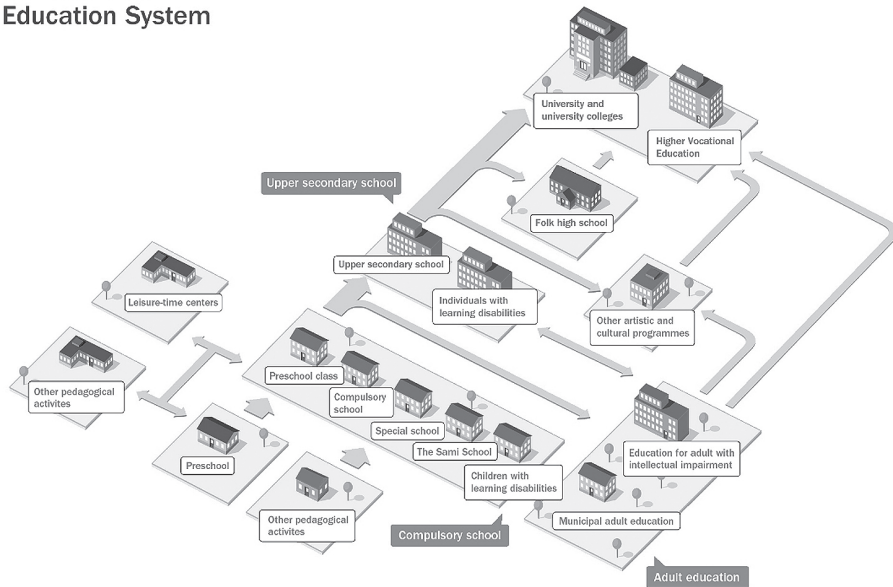 Education System
University and
university colleges
Higher Vocational
Education
Upper secondary school
Folk high school
Upper secondary school
Individuals with
learning disabilities
Leisure-time centers
Other artistic and
cultural programmes
Other pedagogical
activites
Preschool class
Compulsory
school
Special school
The Sami School
Children with
learning disabilities
Preschool
Education for adult with
intellectual impairment
Other pedagogical
activites
Municipal adult education
Compulsory school
Adult education